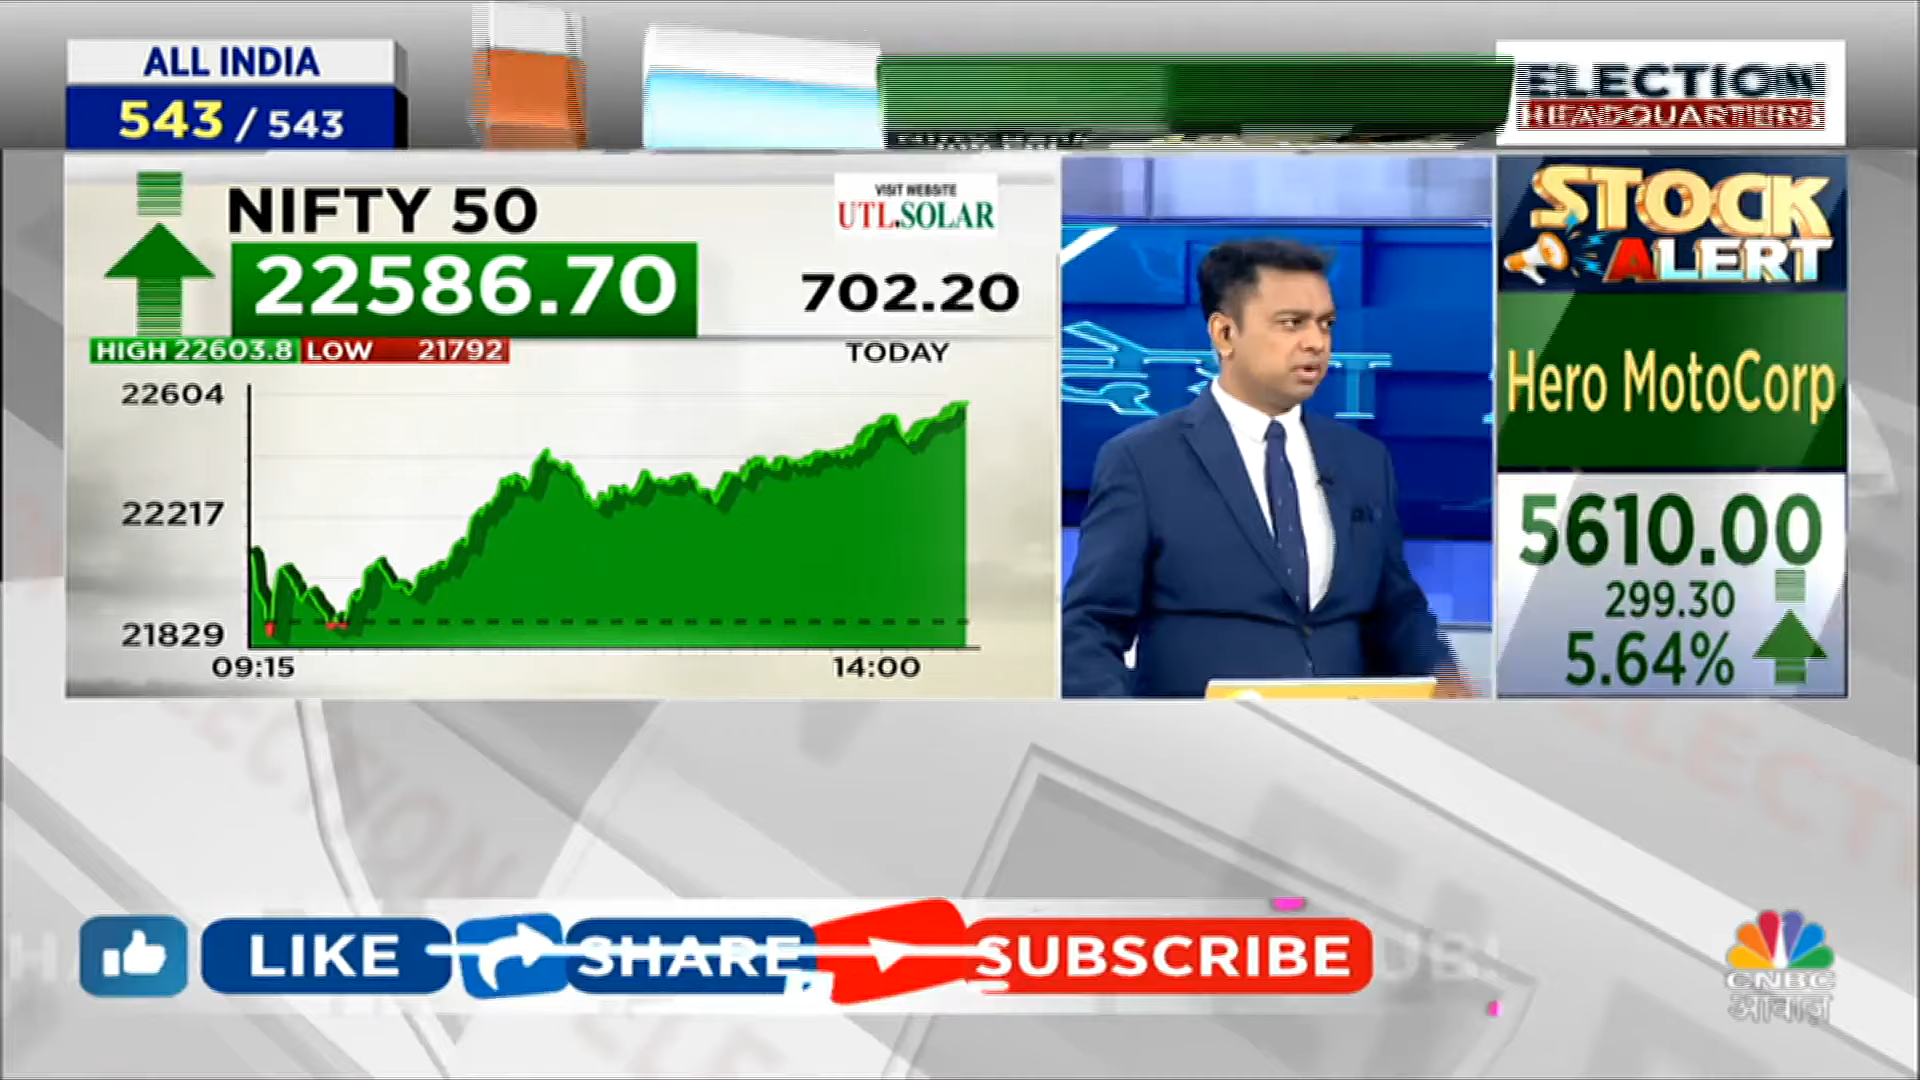 ALL INDIA
543 / 543
ELECTION
HEADQUARTERS
NIFTY 50
22586.70
VISIT WEBSITE
UTL.SOLAR
702.20
HIGH 22603.8 LOW 21792
TODAY
22604
22217
21829
09:15 14:00
STOCK
ALERT
Hero MotoCorp
5610.00
299.30
5.64%
LIKE SHARE SUBSCRIBE
CNBC
आवाज़